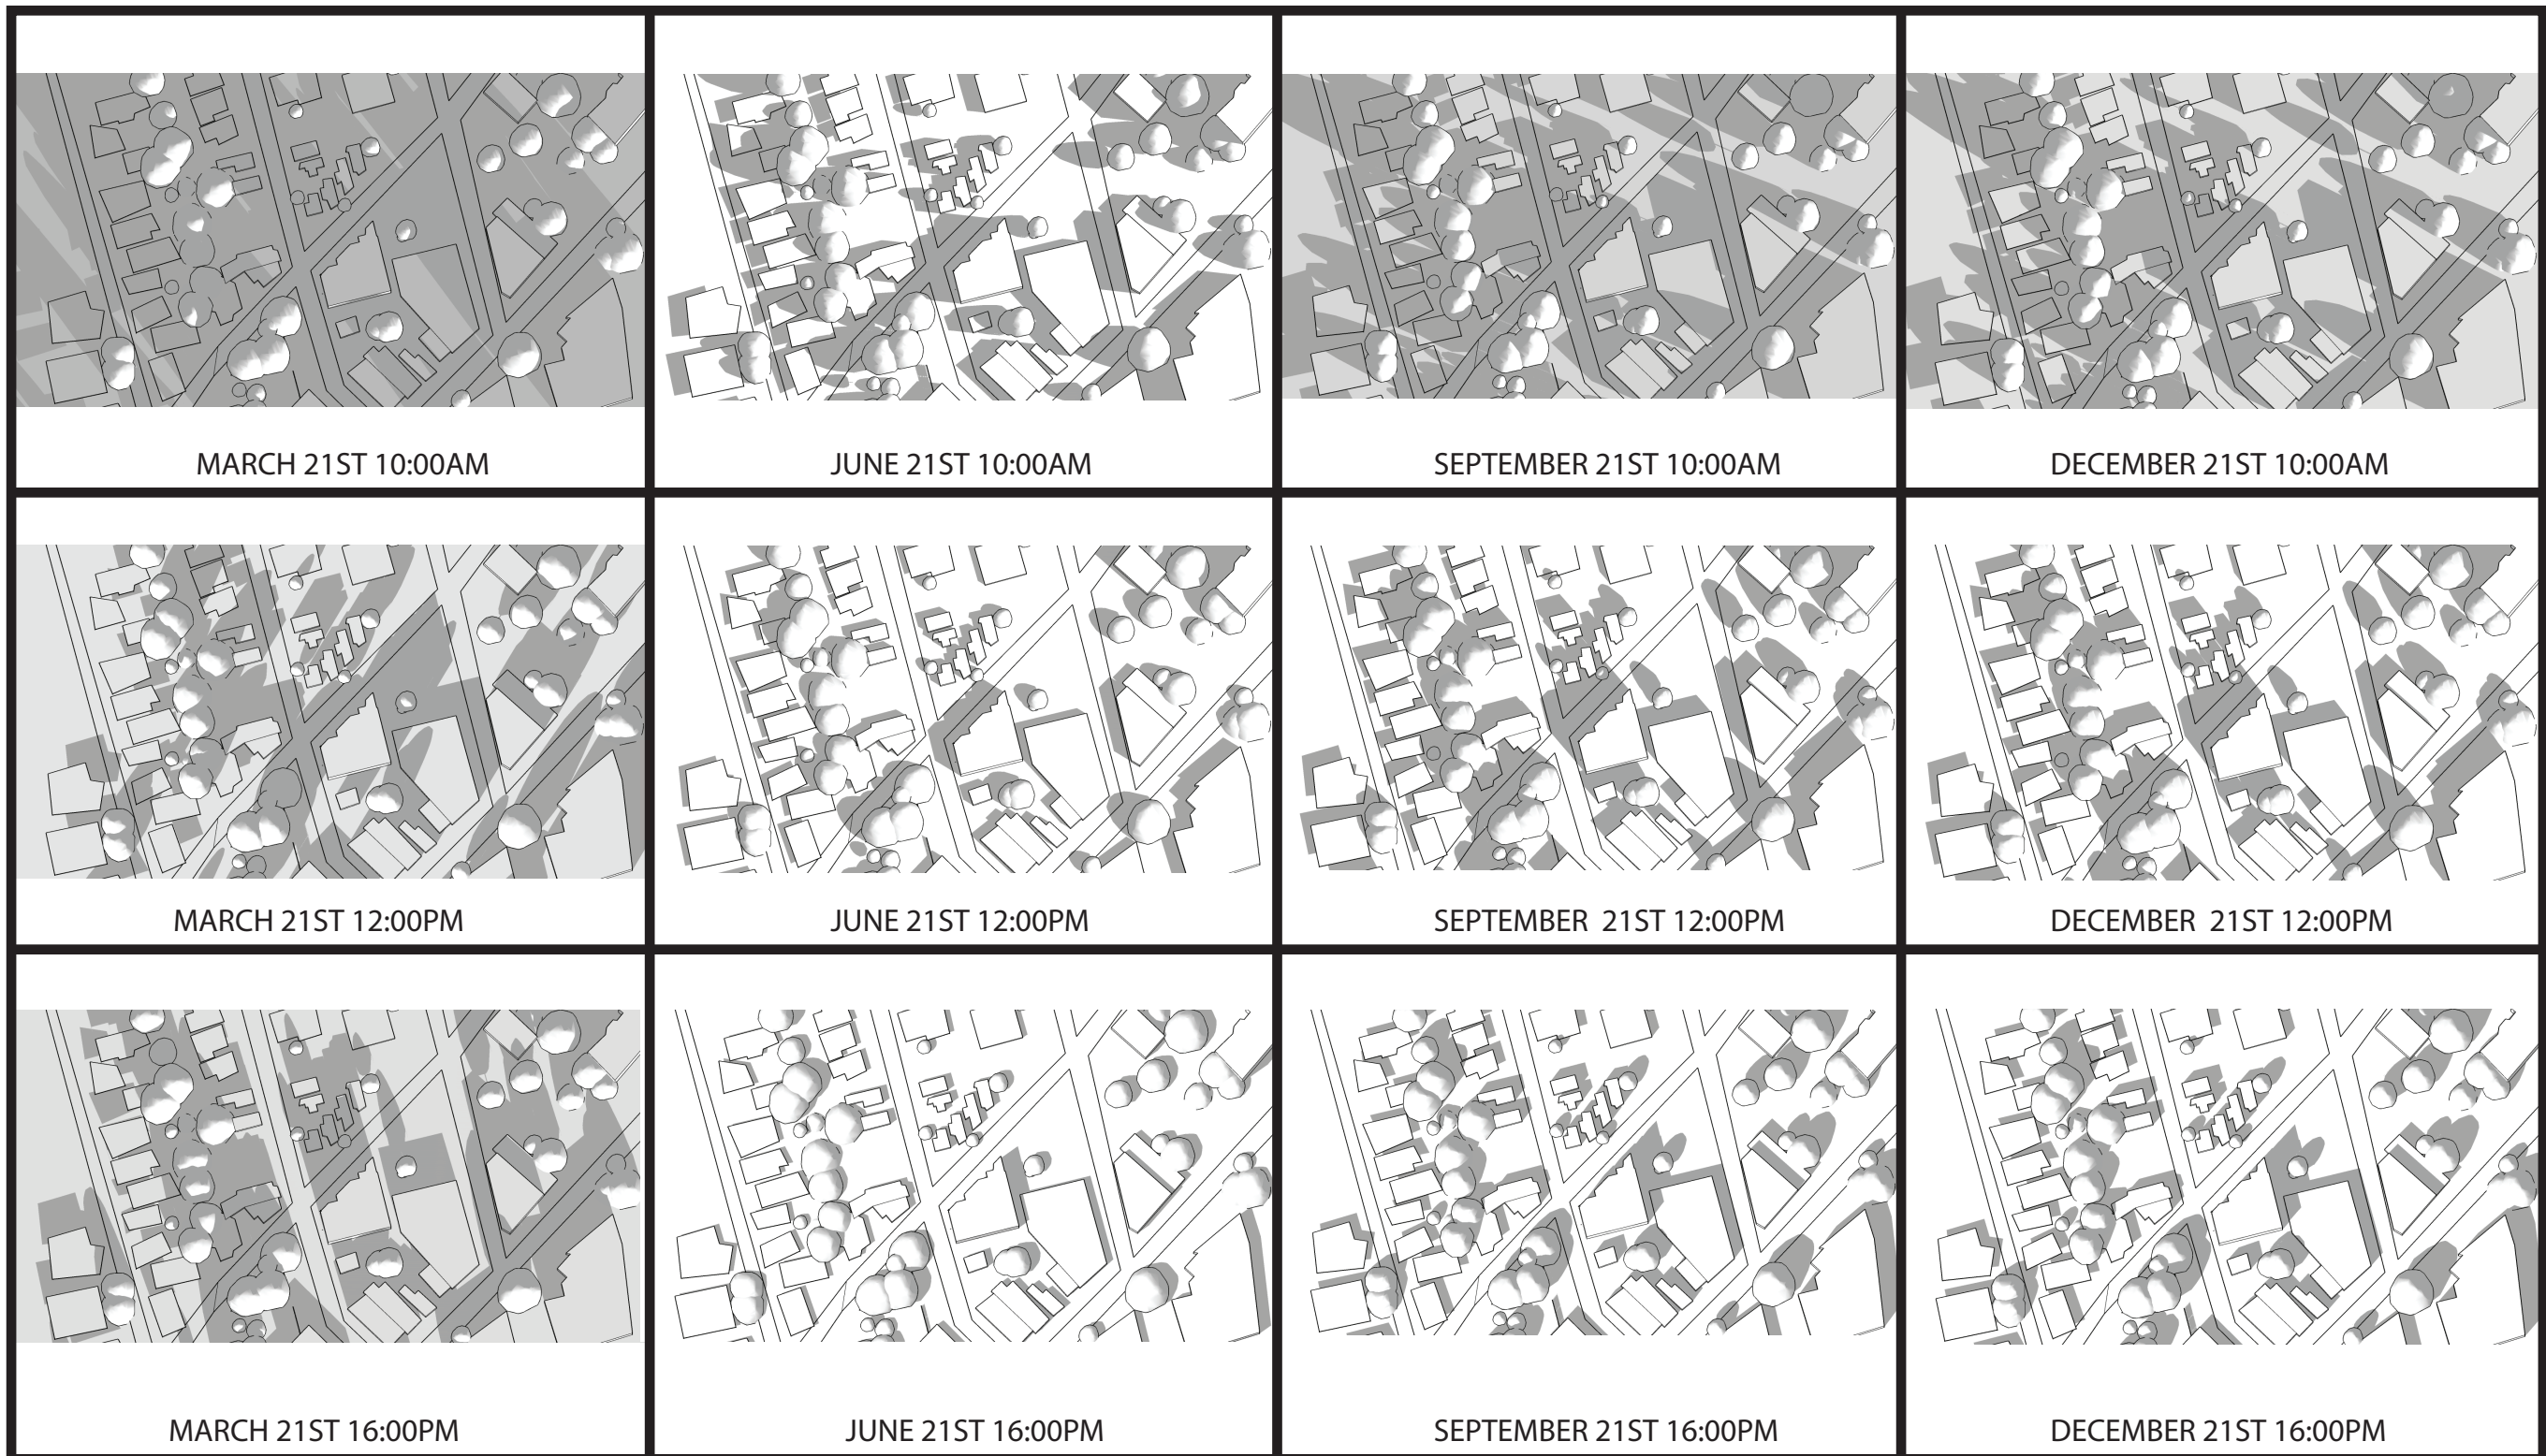 MARCH 21ST 10:00AM
JUNE 21ST 10:00AM
SEPTEMBER 21ST 10:00AM
DECEMBER 21ST 10:00AM
MARCH 21ST 12:00PM
JUNE 21ST 12:00PM
SEPTEMBER 21ST 12:00PM
DECEMBER 21ST 12:00PM
MARCH 21ST 16:00PM
JUNE 21ST 16:00PM
SEPTEMBER 21ST 16:00PM
DECEMBER 21ST 16:00PM